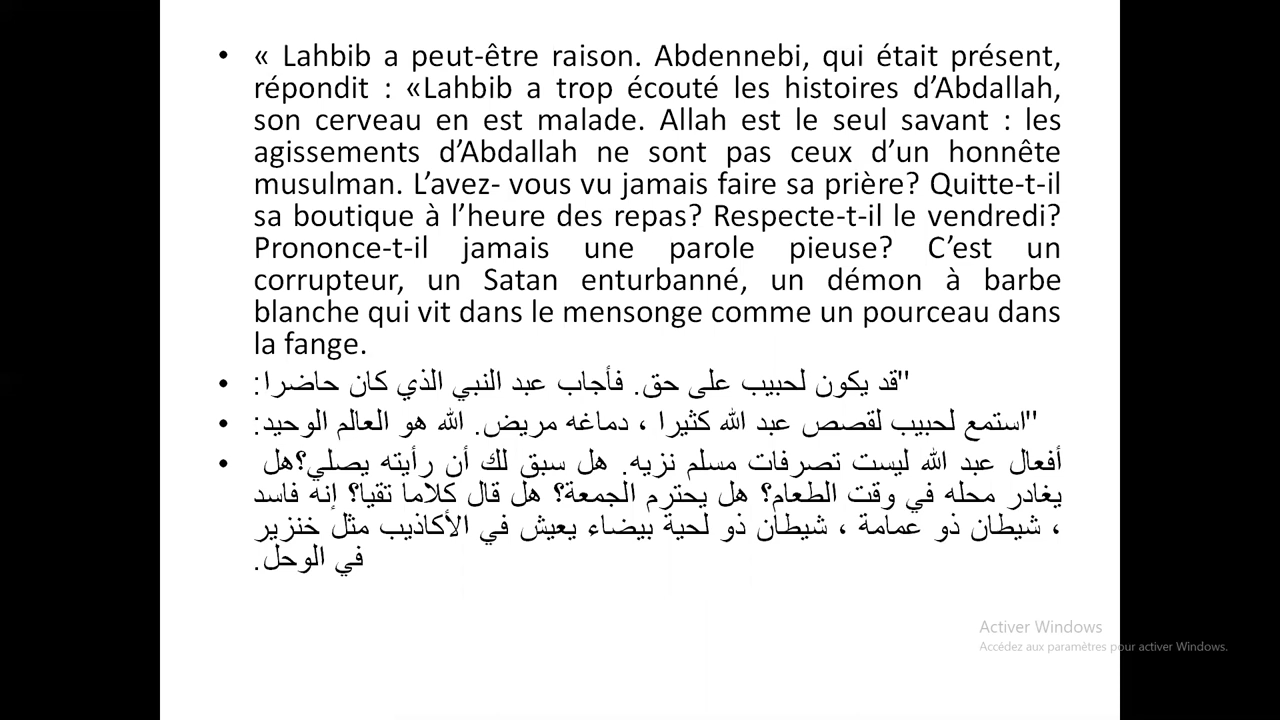 • « Lahbib a peut-être raison. Abdennebi, qui était présent,
répondit : «Lahbib a trop écouté les histoires d’Abdallah,
son cerveau en est malade. Allah est le seul savant : les
agissements d’Abdallah ne sont pas ceux d’un honnête
musulman. L’avez- vous vu jamais faire sa prière? Quitte-t-il
sa boutique à l’heure des repas? Respecte-t-il le vendredi?
Prononce-t-il jamais une parole pieuse? C’est un
corrupteur, un Satan enturbanné, un démon à barbe
blanche qui vit dans le mensonge comme un pourceau dans
la fange.
• "قد يكون لحبيب على حق. فأجاب عبد النبي الذي كان حاضرا:
• "استمع لحبيب لقصص عبد الله كثيرا ، دماغه مريض. الله هو العالم الوحيد:
• أفعال عبد الله ليست تصرفات مسلم نزيه. هل سبق لك أن رأيته يصلي؟هل
يغادر محله في وقت الطعام؟ هل يحترم الجمعة؟ هل قال كلاما تقيا؟ إنه فاسد
، شيطان ذو عمامة ، شيطان ذو لحية بيضاء يعيش في الأكاذيب مثل خنزير
في الوحل.
Activer Windows
Accédez aux paramètres pour activer Windows.